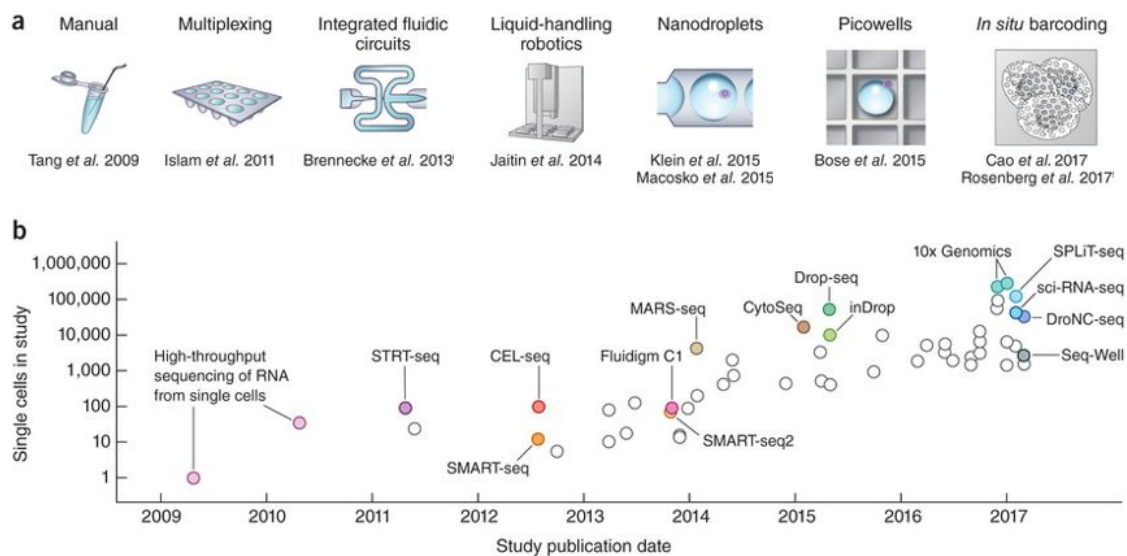 a
Manual
Multiplexing
Integrated fluidic
circuits
Liquid-handling
robotics
Nanodroplets
Picowells
In situ barcoding
Tang et al. 2009
Islam et al. 2011
Brennecke et al. 2013
Jaitin et al. 2014
Klein et al. 2015
Macosko et al. 2015
Bose et al. 2015
Cao et al. 2017
Rosenberg et al. 2017
b
Single cells in study
1,000,000
100,000
10,000
1,000
100
10
1
High-throughput
sequencing of RNA
from single cells
STRT-seq
CEL-seq
SMART-seq
MARS-seq
Fluidigm C1
SMART-seq2
CytoSeq
Drop-seq
inDrop
10x Genomics
SPLiT-seq
sci-RNA-seq
DroNC-seq
Seq-Well
2009
2010
2011
2012
2013
2014
2015
2016
2017
Study publication date